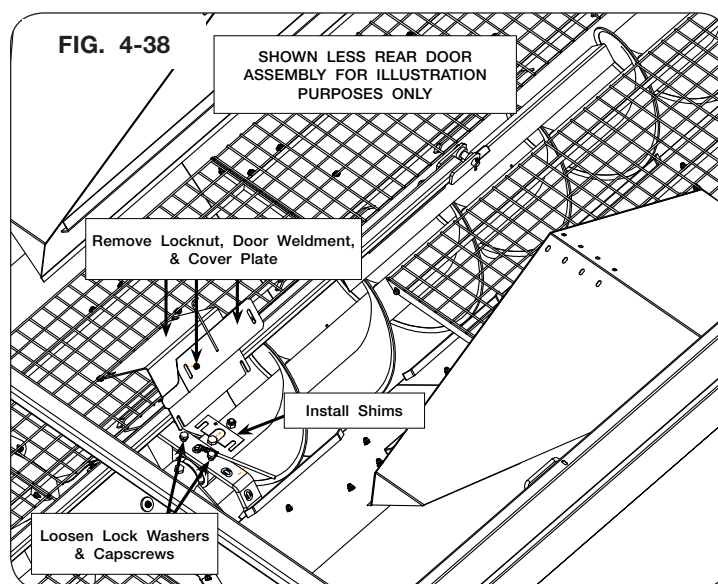 FIG. 4-38
SHOWN LESS REAR DOOR
ASSEMBLY FOR ILLUSTRATION
PURPOSES ONLY
Remove Locknut, Door Weldment,
& Cover Plate
Install Shims
Loosen Lock Washers
& Capscrews